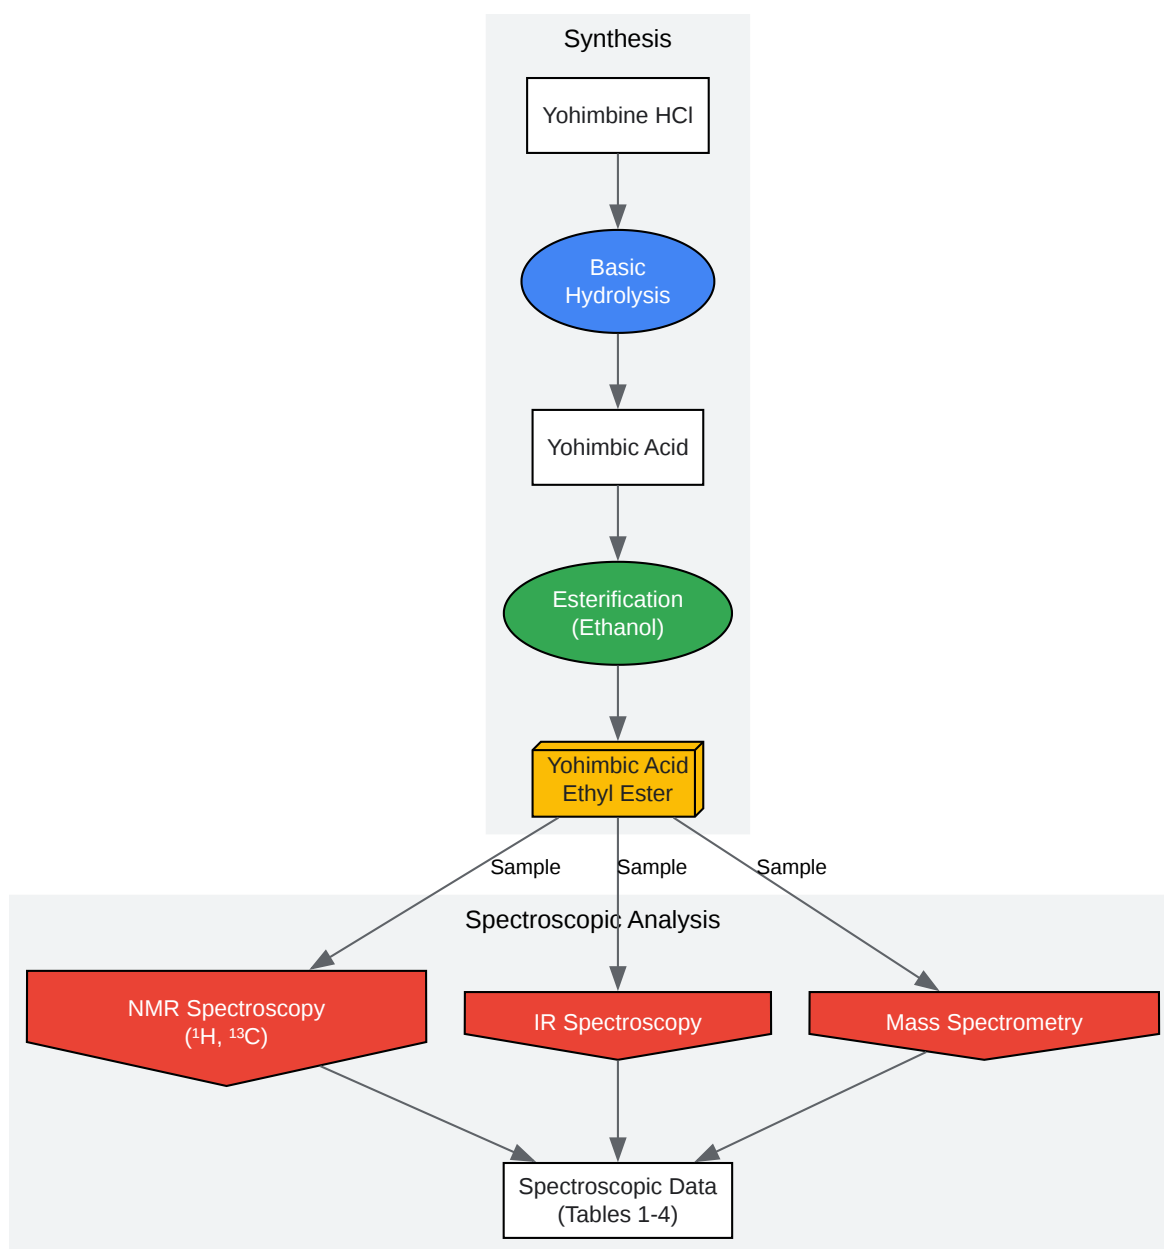 Synthesis
Yohimbine HCl
Basic
Hydrolysis
Yohimbic Acid
Esterification
(Ethanol)
Yohimbic Acid
Ethyl Ester
Sample
Sample
Sample
Spectroscopic Analysis
NMR Spectroscopy
(¹H, ¹³C)
IR Spectroscopy
Mass Spectrometry
Spectroscopic Data
(Tables 1-4)